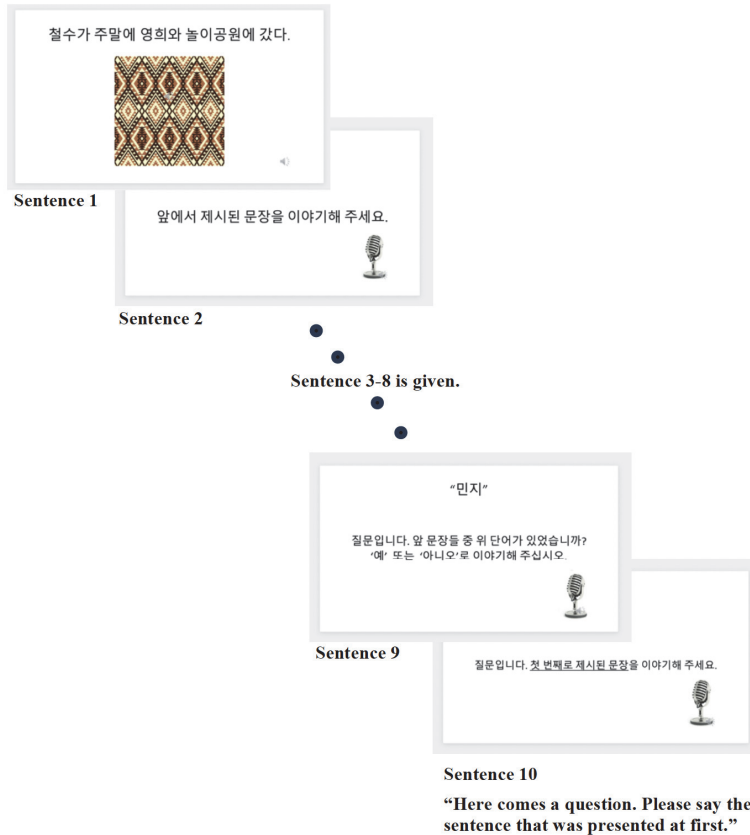 철수가 주말에 영희와 놀이공원에 갔다.
Sentence 1
앞에서 제시된 문장을 이야기해 주세요.
Sentence 2
Sentence 3-8 is given.
“민지”
질문입니다. 앞 문장들 중 위 단어가 있었습니까?
‘예’ 또는 ‘아니오’로 이야기해 주십시오.
Sentence 9
질문입니다. 첫 번째로 제시된 문장을 이야기해 주세요.
Sentence 10
“Here comes a question. Please say the
sentence that was presented at first.”